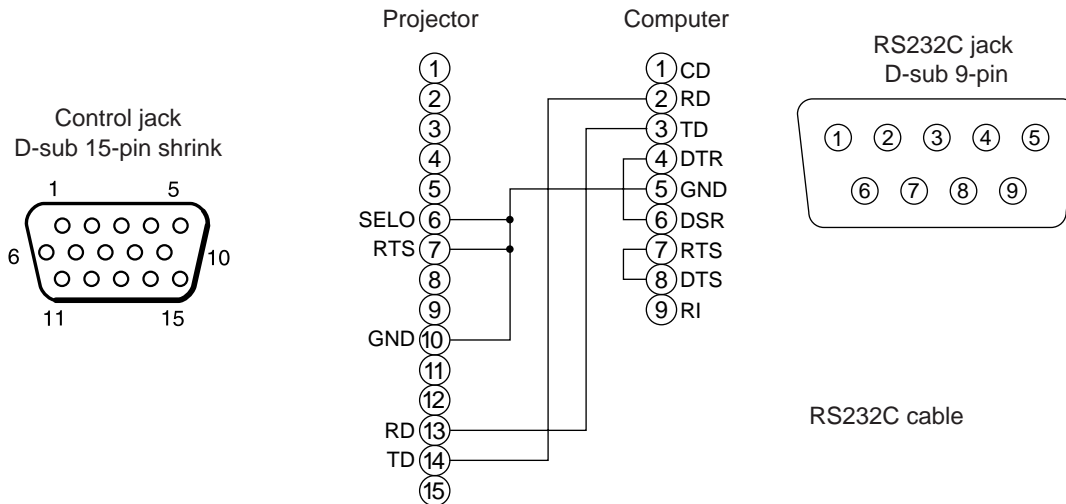 Projector
Computer
Control jack
D-sub 15-pin shrink
1 5
6 10
11 15
1
2
3
4
5
SELO 6
RTS 7
8
9
GND 10
11
12
RD 13
TD 14
15
1 CD
2 RD
3 TD
4 DTR
5 GND
6 DSR
7 RTS
8 DTS
9 RI
RS232C jack
D-sub 9-pin
1 2 3 4 5
6 7 8 9
RS232C cable